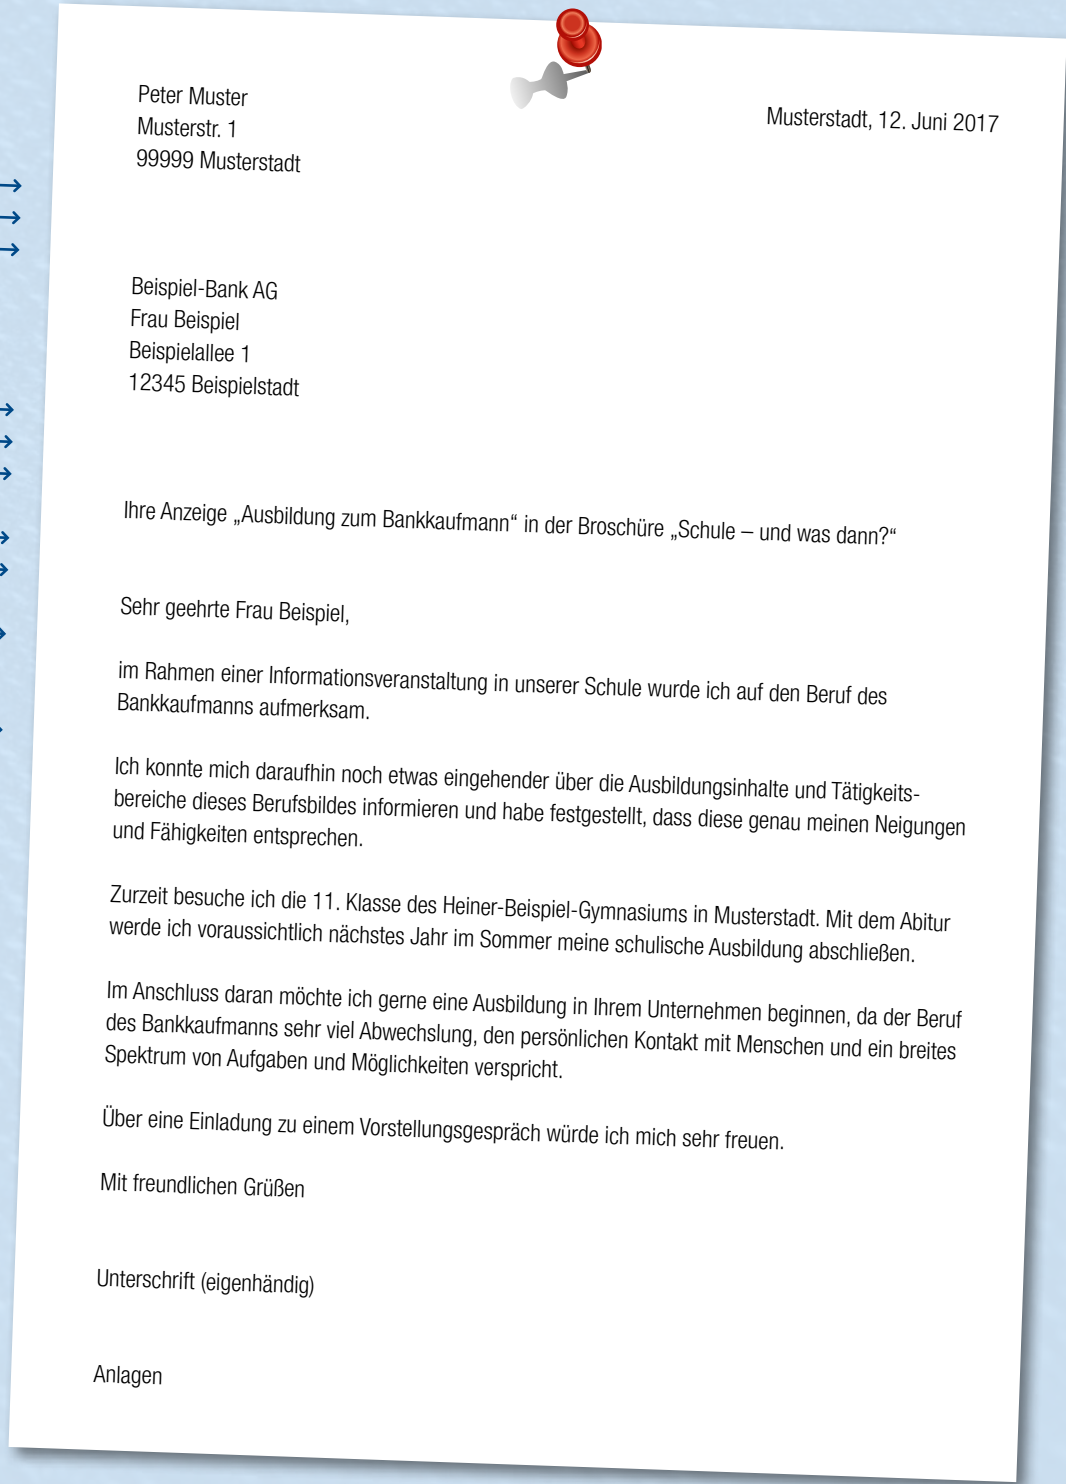 Peter Muster
Musterstr. 1
99999 Musterstadt
Musterstadt, 12. Juni 2017
Beispiel-Bank AG
Frau Beispiel
Beispielallee 1
12345 Beispielstadt
Ihre Anzeige „Ausbildung zum Bankkaufmann“ in der Broschüre „Schule – und was dann?“
Sehr geehrte Frau Beispiel,
im Rahmen einer Informationsveranstaltung in unserer Schule wurde ich auf den Beruf des
Bankkaufmanns aufmerksam.
Ich konnte mich daraufhin noch etwas eingehender über die Ausbildungsinhalte und Tätigkeits-
bereiche dieses Berufsbildes informieren und habe festgestellt, dass diese genau meinen Neigungen
und Fähigkeiten entsprechen.
Zurzeit besuche ich die 11. Klasse des Heiner-Beispiel-Gymnasiums in Musterstadt. Mit dem Abitur
werde ich voraussichtlich nächstes Jahr im Sommer meine schulische Ausbildung abschließen.
Im Anschluss daran möchte ich gerne eine Ausbildung in Ihrem Unternehmen beginnen, da der Beruf
des Bankkaufmanns sehr viel Abwechslung, den persönlichen Kontakt mit Menschen und ein breites
Spektrum von Aufgaben und Möglichkeiten verspricht.
Über eine Einladung zu einem Vorstellungsgespräch würde ich mich sehr freuen.
Mit freundlichen Grüßen
Unterschrift (eigenhändig)
Anlagen